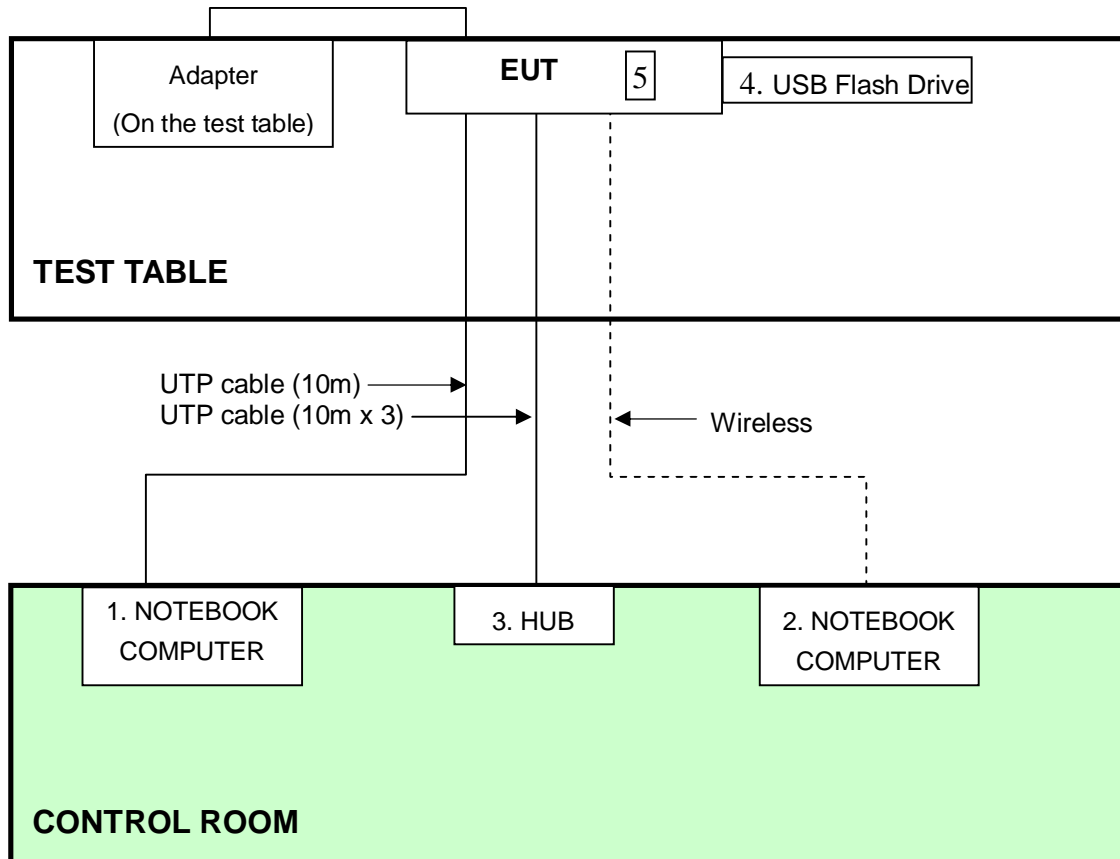 Adapter
(On the test table)
EUT
5
4. USB Flash Drive
TEST TABLE
UTP cable (10m)
UTP cable (10m x 3)
Wireless
1. NOTEBOOK
COMPUTER
3. HUB
2. NOTEBOOK
COMPUTER
CONTROL ROOM